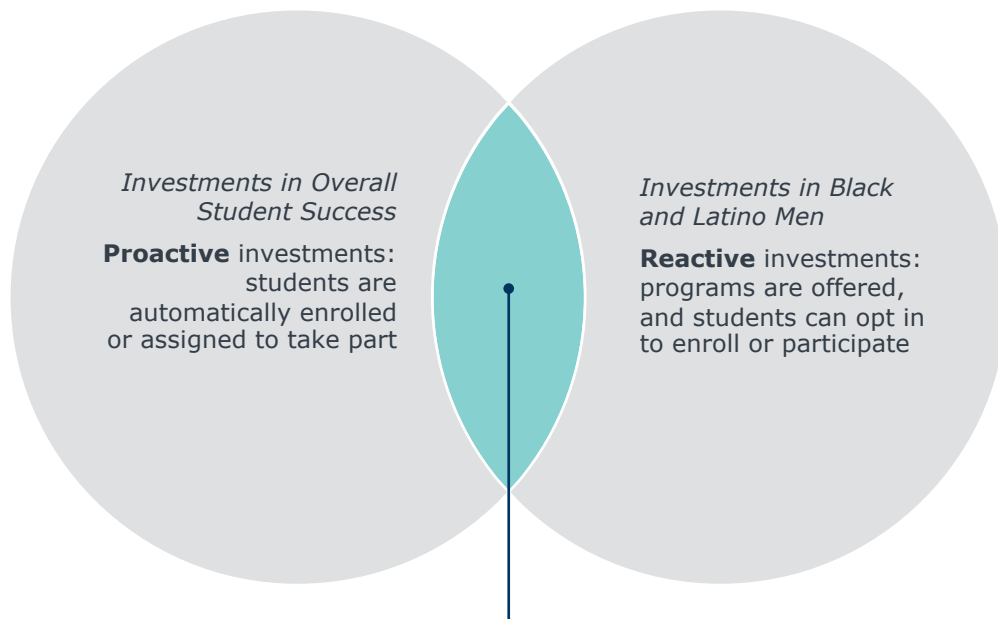 Investments in Overall
Student Success
Proactive investments:
students are
automatically enrolled
or assigned to take part
Investments in Black
and Latino Men
Reactive investments:
programs are offered,
and students can opt in
to enroll or participate